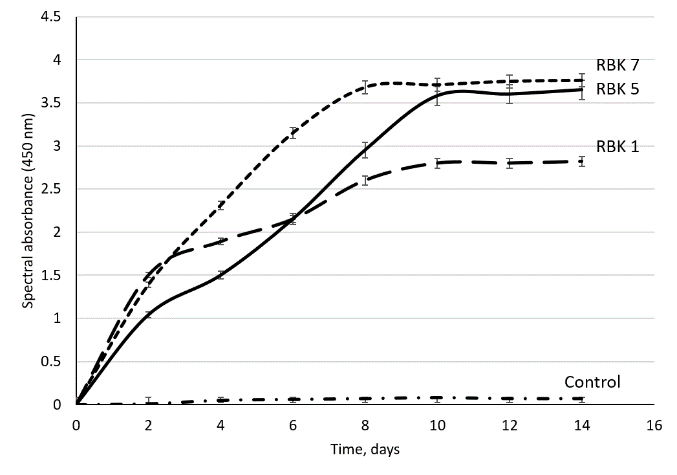 4.5
4
3.5
3
2.5
2
1.5
1
0.5
0
Spectral absorbance (450 nm)
RBK 7
RBK 5
RBK 1
Control
0 2 4 6 8 10 12 14 16
Time, days